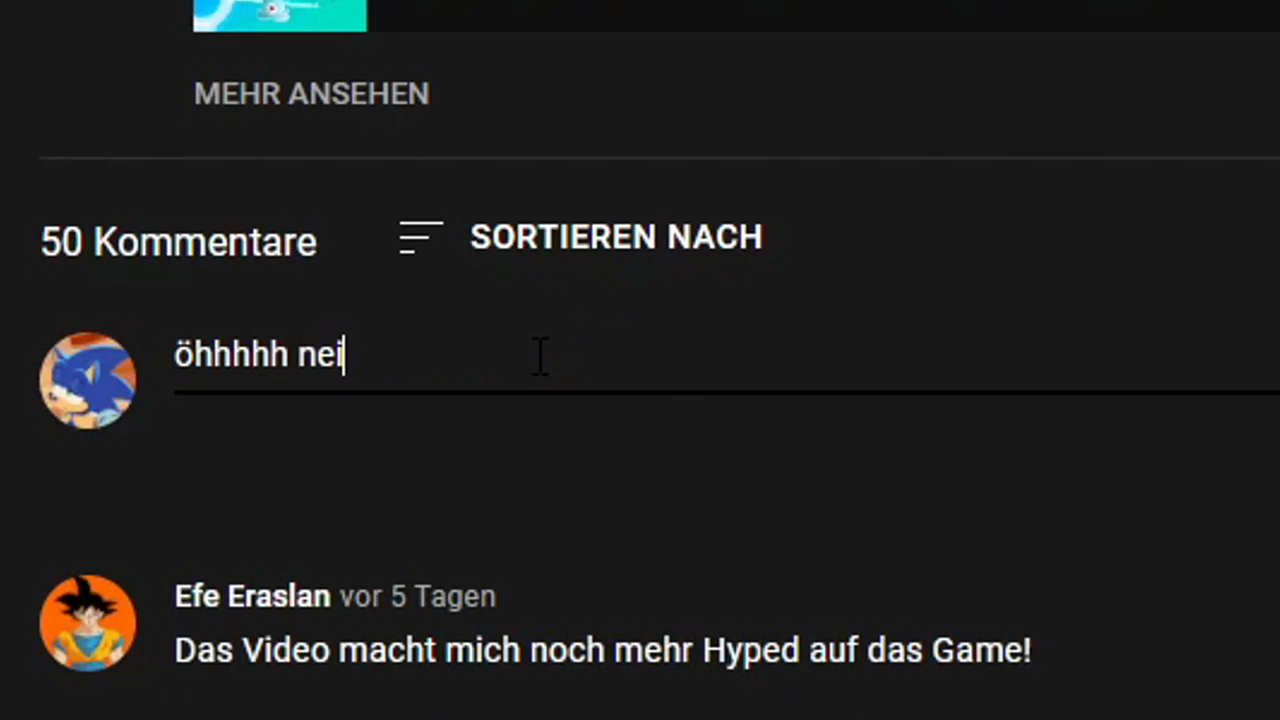 MEHR ANSEHEN
50 Kommentare SORTIEREN NACH
öhhhhh nei
Efe Eraslan vor 5 Tagen
Das Video macht mich noch mehr Hyped auf das Game!